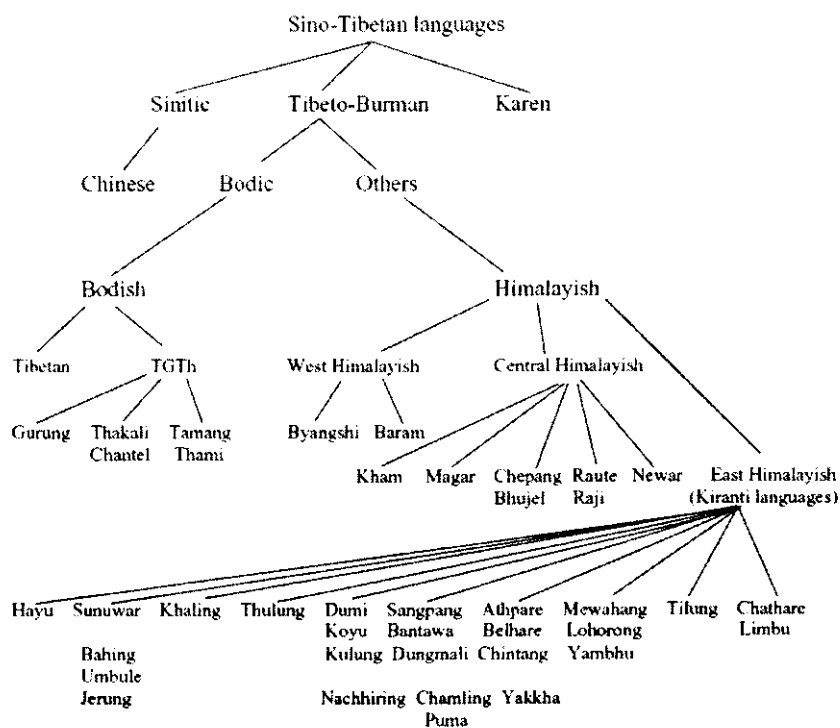 Sino-Tibetan languages
Sinitic Tibeto-Burman Karen
Chinese Bodic Others
Bodish Himalayish
Tibetan TGTh West Himalayish Central Himalayish
Gurung Thakali Tamang Byangshi Baram
Chantel Thami
Kham Magar Chepang Raute Newar East Himalayish
Bhujel Raji (Kiranti languages)
Hayu Sunuwar Khaling Thulung Dumi Sangpang Athpare Mewahang Tilung Chathare
Koyu Bantawa Belhare Lohorong Limbu
Bahing Kulung Dungmali Chintang Yambhu
Umbule
Jerung Nachhiring Chamling Yakkha
Puma